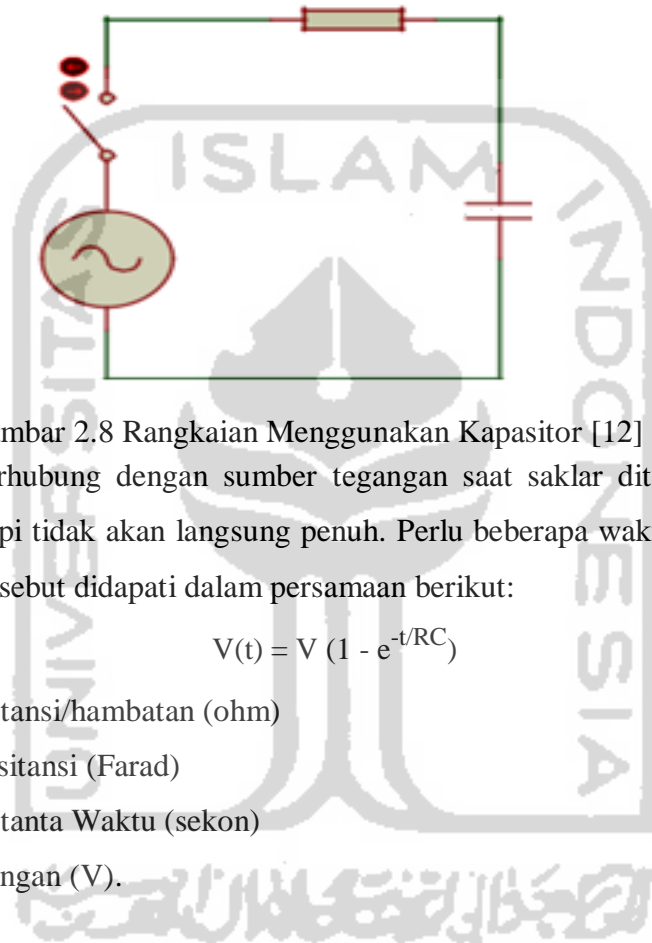 ISLAM
UNIVERSITAS
INDONESIA
mbar 2.8 Rangkaian Menggunakan Kapasitor [12]
rhubung dengan sumber tegangan saat saklar dit
pi tidak akan langsung penuh. Perlu beberapa wak
sebut didapati dalam persamaan berikut:
V(t) = V (1 - e^-t/RC)
tansi/hambatan (ohm)
sitansi (Farad)
tanta Waktu (sekon)
ngan (V).